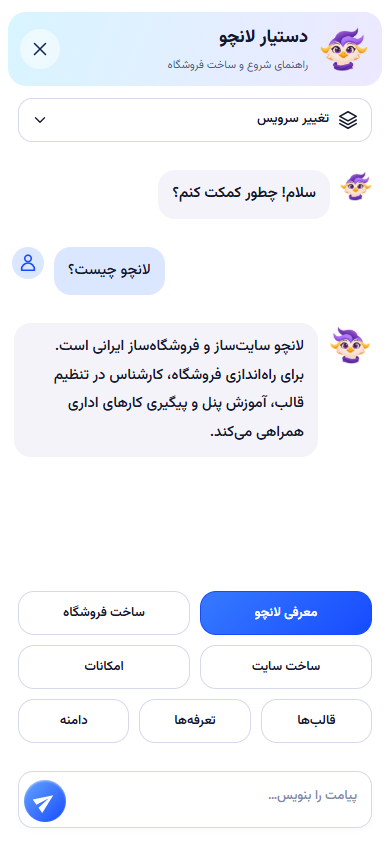 دستیار لانچو
راهنمای شروع و ساخت فروشگاه
تغییر سرویس
سلام! چطور کمکت کنم؟
لانچو چیست؟
لانچو سایت‌ساز و فروشگاه‌ساز ایرانی است.
برای راه‌اندازی فروشگاه، کارشناس در تنظیم
قالب، آموزش پنل و پیگیری کارهای اداری
همراهی می‌کند.
معرفی لانچو
ساخت فروشگاه
ساخت سایت
امکانات
قالب‌ها
تعرفه‌ها
دامنه
پیامت را بنویس...